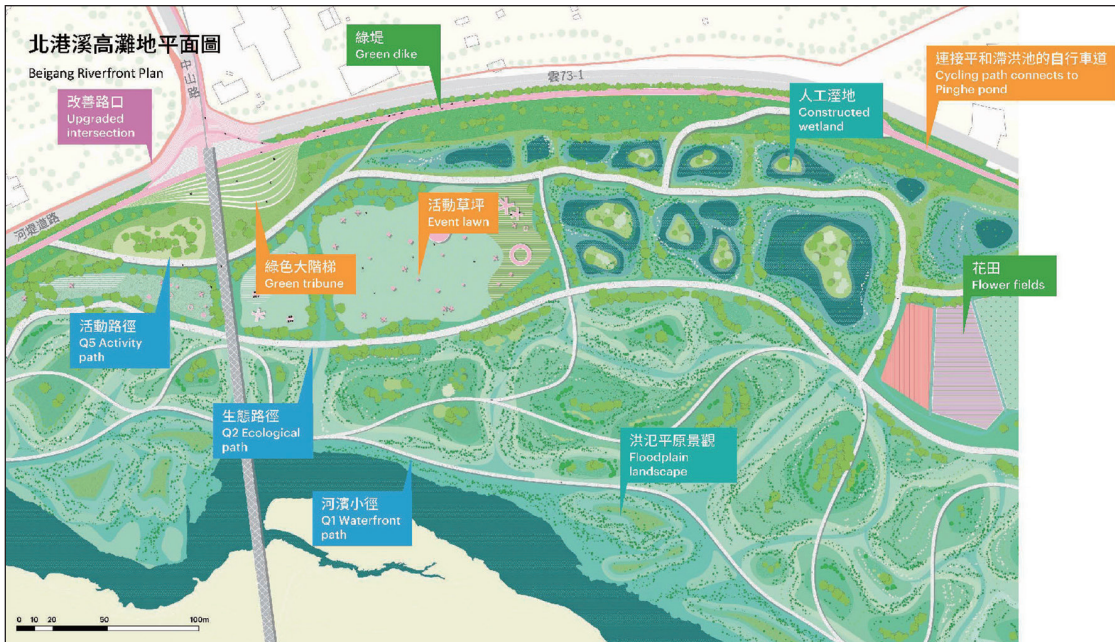 北港溪高灘地平面圖
Beigang Riverfront Plan
中山路
改善路口
Upgraded
intersection
綠堤
Green dike
雲73-1
連接平和滯洪池的自行車道
Cycling path connects to
Pinghe pond
人工溼地
Constructed
wetland
河堤道路
活動草坪
Event lawn
綠色大階梯
Green tribune
花田
Flower fields
活動路徑
Q5 Activity
path
生態路徑
Q2 Ecological
path
洪氾平原景觀
Floodplain
landscape
河濱小徑
Q1 Waterfront
path
0 10 20 50 100m